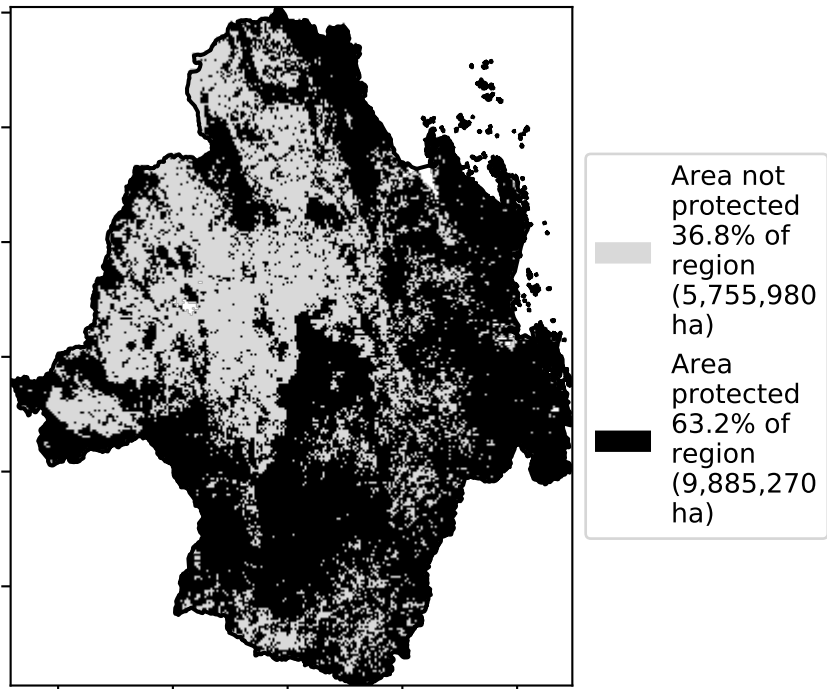 Area not
protected
36.8% of
region
(5,755,980
ha)
Area
protected
63.2% of
region
(9,885,270
ha)